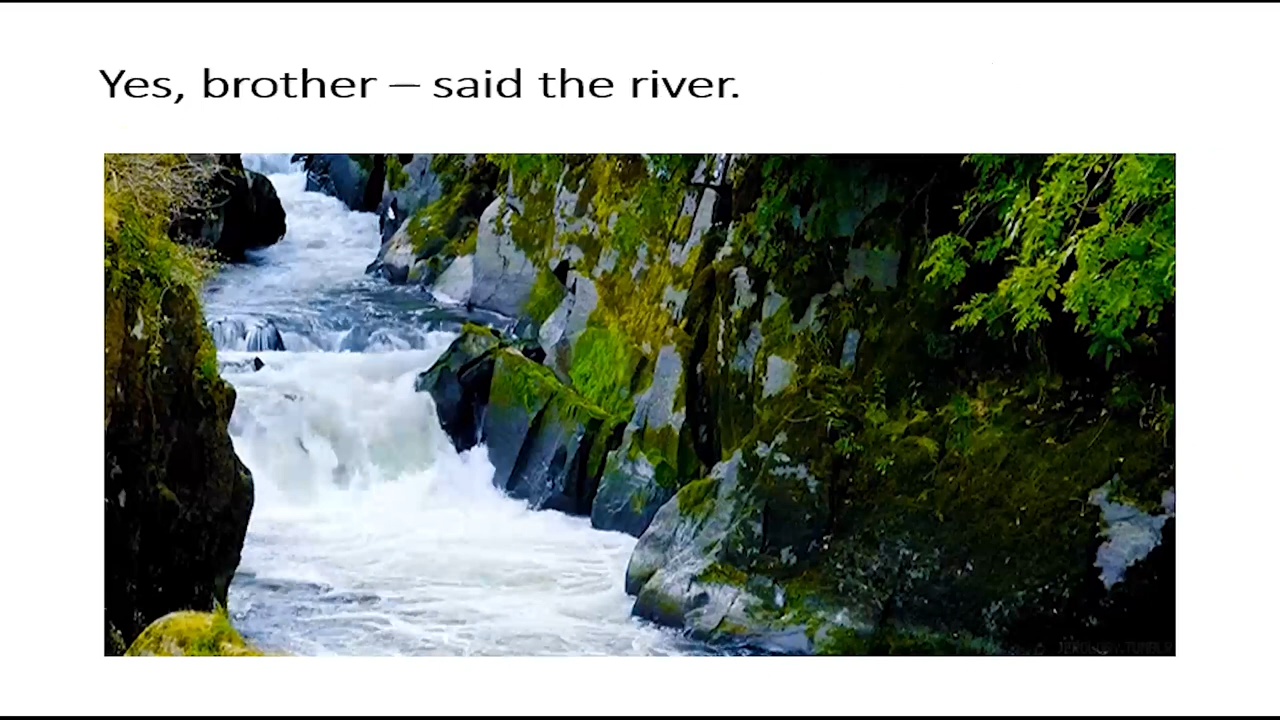 Yes, brother – said the river.